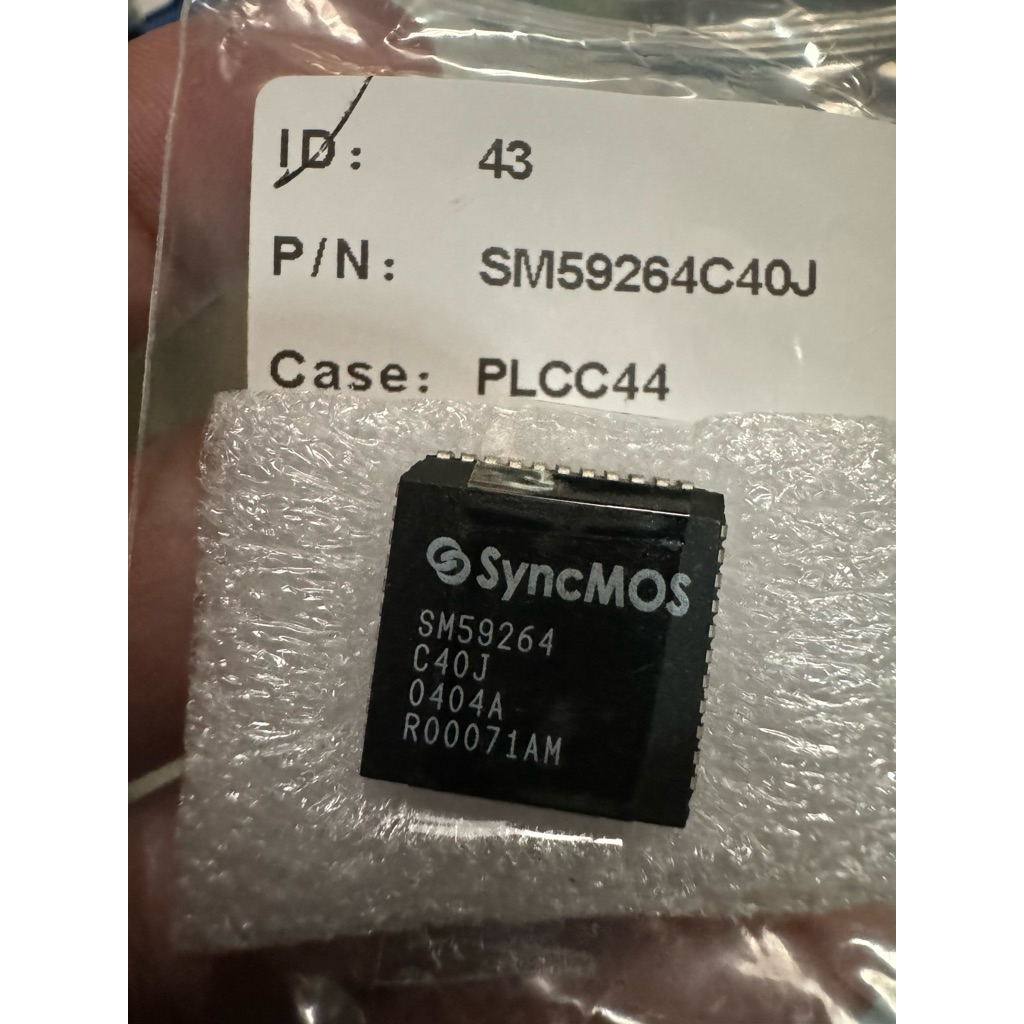 ID: 43
P/N: SM59264C40J
Case: PLCC44
SyncMOS
SM59264
C40J
0404A
R00071AM